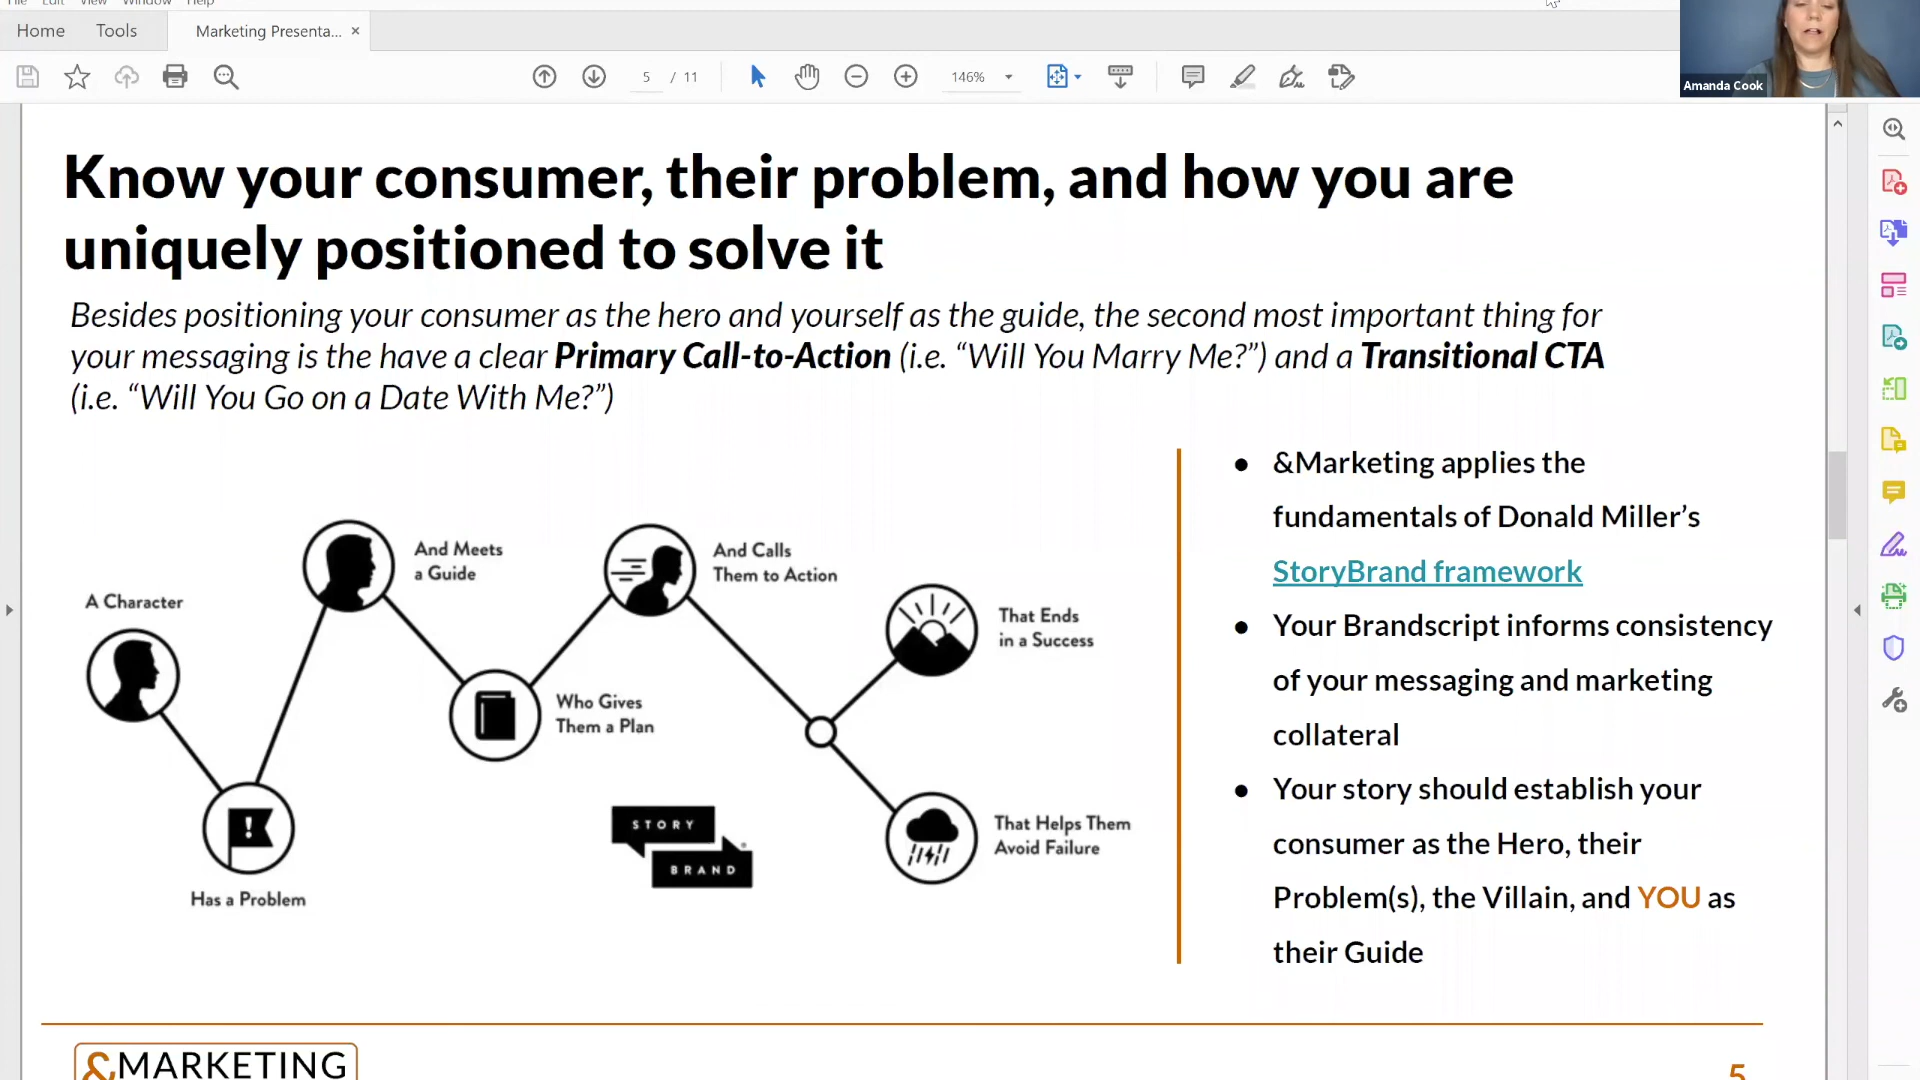 File Edit View Window Help
Home Tools Marketing Presenta... ×
5 / 11 146%
Amanda Cook
Know your consumer, their problem, and how you are
uniquely positioned to solve it
Besides positioning your consumer as the hero and yourself as the guide, the second most important thing for
your messaging is the have a clear Primary Call-to-Action (i.e. “Will You Marry Me?”) and a Transitional CTA
(i.e. “Will You Go on a Date With Me?”)
A Character
Has a Problem
And Meets
a Guide
Who Gives
Them a Plan
And Calls
Them to Action
That Ends
in a Success
That Helps Them
Avoid Failure
STORY
BRAND
● &Marketing applies the
fundamentals of Donald Miller’s
StoryBrand framework
● Your Brandscript informs consistency
of your messaging and marketing
collateral
● Your story should establish your
consumer as the Hero, their
Problem(s), the Villain, and YOU as
their Guide
&MARKETING
5